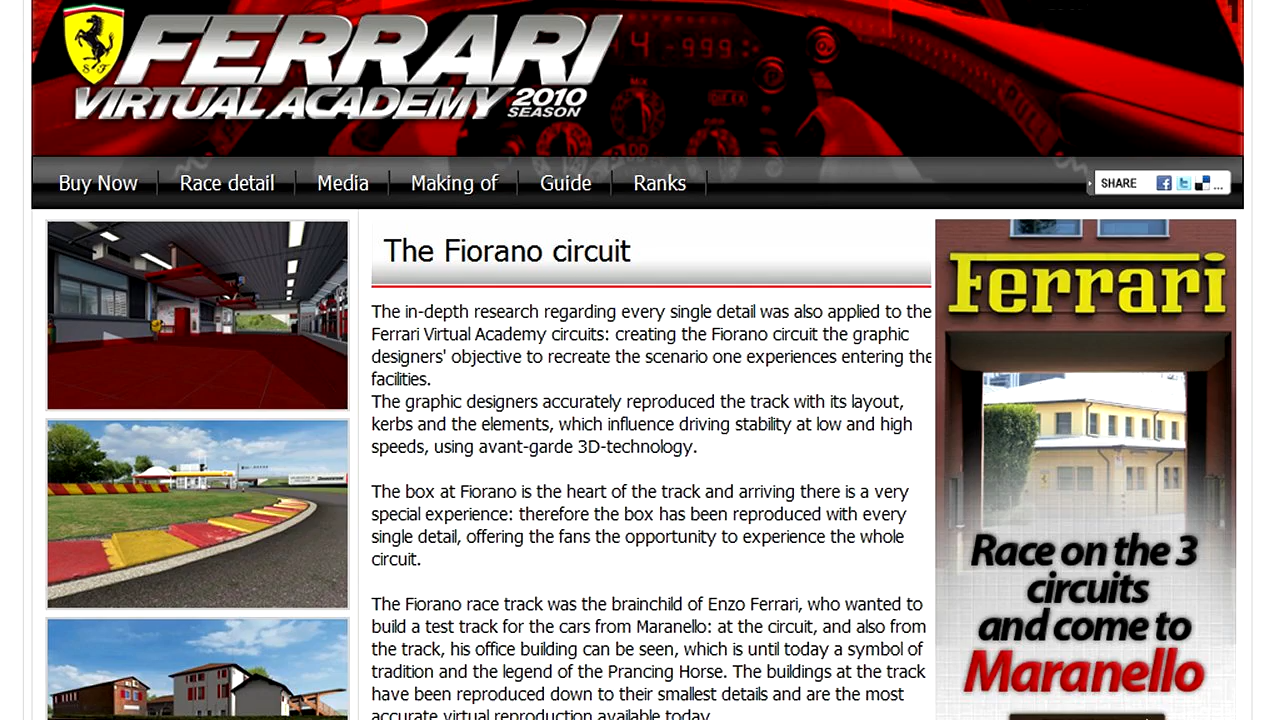 FERRARI
VIRTUAL ACADEMY 2010
SEASON
S F
4 -999:
Buy Now
Race detail
Media
Making of
Guide
Ranks
SHARE
...
The Fiorano circuit
The in-depth research regarding every single detail was also applied to the
Ferrari Virtual Academy circuits: creating the Fiorano circuit the graphic
designers' objective to recreate the scenario one experiences entering the
facilities.
The graphic designers accurately reproduced the track with its layout,
kerbs and the elements, which influence driving stability at low and high
speeds, using avant-garde 3D-technology.
The box at Fiorano is the heart of the track and arriving there is a very
special experience: therefore the box has been reproduced with every
single detail, offering the fans the opportunity to experience the whole
circuit.
The Fiorano race track was the brainchild of Enzo Ferrari, who wanted to
build a test track for the cars from Maranello: at the circuit, and also from
the track, his office building can be seen, which is until today a symbol of
tradition and the legend of the Prancing Horse. The buildings at the track
have been reproduced down to their smallest details and are the most
accurate virtual reproduction available today.
Ferrari
Race on the 3
circuits
and come to
Maranello